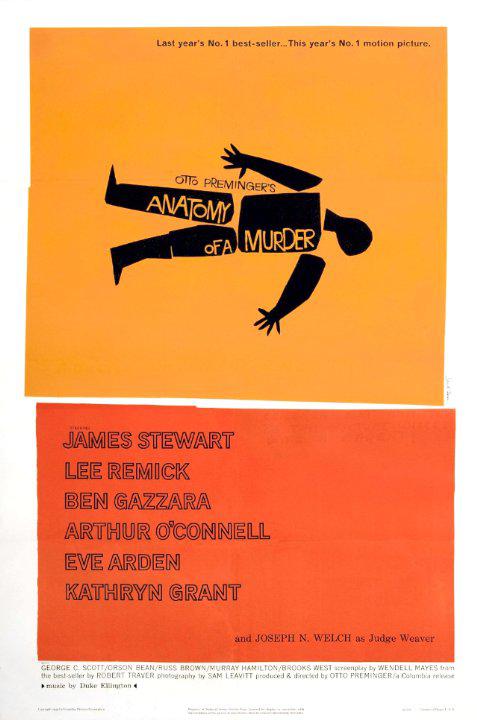 Last year's No. 1 best-seller...This year's No. 1 motion picture.
OTTO PREMINGER'S
ANATOMY
OF A MURDER
STARRING
JAMES STEWART
LEE REMICK
BEN GAZZARA
ARTHUR O'CONNELL
EVE ARDEN
KATHRYN GRANT
and JOSEPH N. WELCH as Judge Weaver
GEORGE C. SCOTT/ORSON BEAN/RUSS BROWN/MURRAY HAMILTON/BROOKS WEST screenplay by WENDELL MAYES from
the best-seller by ROBERT TRAVER photography by SAM LEAVITT produced & directed by OTTO PREMINGER/a Columbia release
music by Duke Ellington